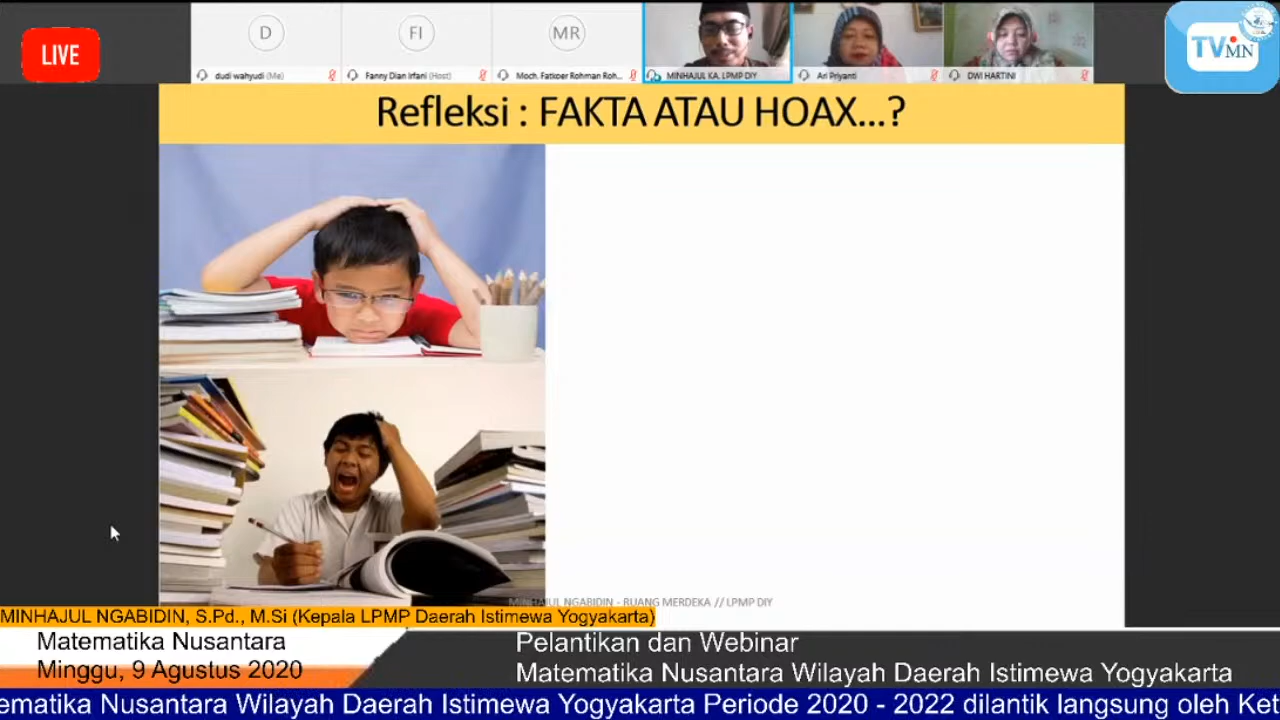 LIVE
D
FI
MR
dudi wahyudi (Me)
Fanny Dian Irfani (Host)
Moch. Fatkoer Rohman Roh...
MINHAJUL KA. LPMP DIY
Ari Priyanti
DWI HARTINI
TV MN
Refleksi : FAKTA ATAU HOAX...?
MINHAJUL NGABIDIN - RUANG MERDEKA // LPMP DIY
MINHAJUL NGABIDIN, S.Pd., M.Si (Kepala LPMP Daerah Istimewa Yogyakarta)
Matematika Nusantara
Minggu, 9 Agustus 2020
Pelantikan dan Webinar
Matematika Nusantara Wilayah Daerah Istimewa Yogyakarta
ematika Nusantara Wilayah Daerah Istimewa Yogyakarta Periode 2020 - 2022 dilantik langsung oleh Ket